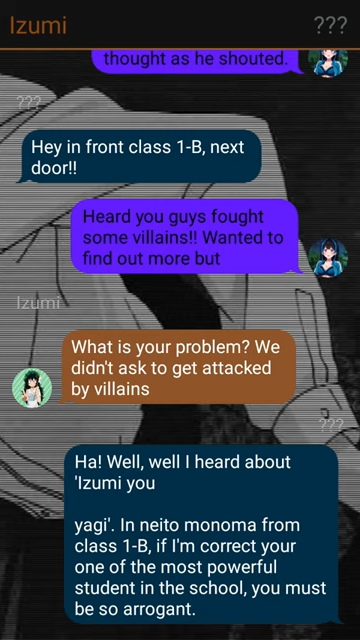 Izumi ???
thought as he shouted.
???
Hey in front class 1-B, next
door!!
Heard you guys fought
some villains!! Wanted to
find out more but
Izumi
What is your problem? We
didn't ask to get attacked
by villains
???
Ha! Well, well I heard about
'Izumi you
yagi'. In neito monoma from
class 1-B, if I'm correct your
one of the most powerful
student in the school, you must
be so arrogant.